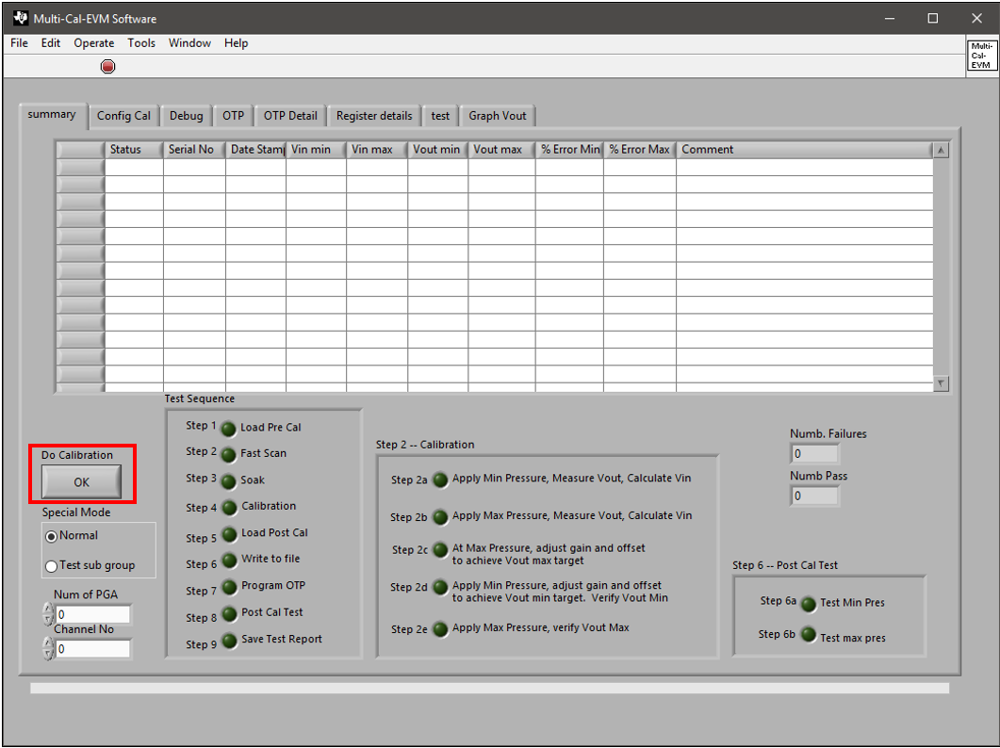 Multi-Cal-EVM Software
File Edit Operate Tools Window Help
Multi-
Cal-
EVM
summary Config Cal Debug OTP OTP Detail Register details test Graph Vout
Status Serial No Date Stam Vin min Vin max Vout min Vout max % Error Min % Error Max Comment
Test Sequence
Step 1 Load Pre Cal
Step 2 Fast Scan
Step 3 Soak
Step 4 Calibration
Step 5 Load Post Cal
Step 6 Write to file
Step 7 Program OTP
Step 8 Post Cal Test
Step 9 Save Test Report
Do Calibration
OK
Special Mode
Normal
Test sub group
Num of PGA
0
Channel No
0
Step 2 -- Calibration
Step 2a Apply Min Pressure, Measure Vout, Calculate Vin
Step 2b Apply Max Pressure, Measure Vout, Calculate Vin
Step 2c At Max Pressure, adjust gain and offset
to achieve Vout max target
Step 2d Apply Min Pressure, adjust gain and offset
to achieve Vout min target. Verify Vout Min
Step 2e Apply Max Pressure, verify Vout Max
Numb. Failures
0
Numb Pass
0
Step 6 -- Post Cal Test
Step 6a Test Min Pres
Step 6b Test max pres